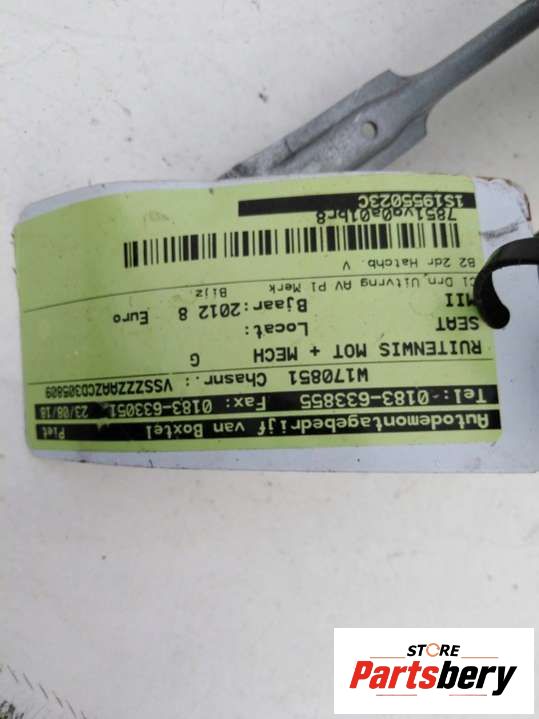 Autodemontagebedrijf van Boxtel Piet
Tel: 0183-633855 Fax: 0183-633051 23/08/18
W170851 Chasnr.: VSSZZZAAZCD305809
RUITENWIS MOT + MECH G
SEAT Locat:
MII Bjaar: 2012 8 Euro
Cl Drn Uitvrng AV Pl Merk Bijz
B2 2dr Hatchb. V
7851va0a01br8
1S1955023C
STORE
Partsbery